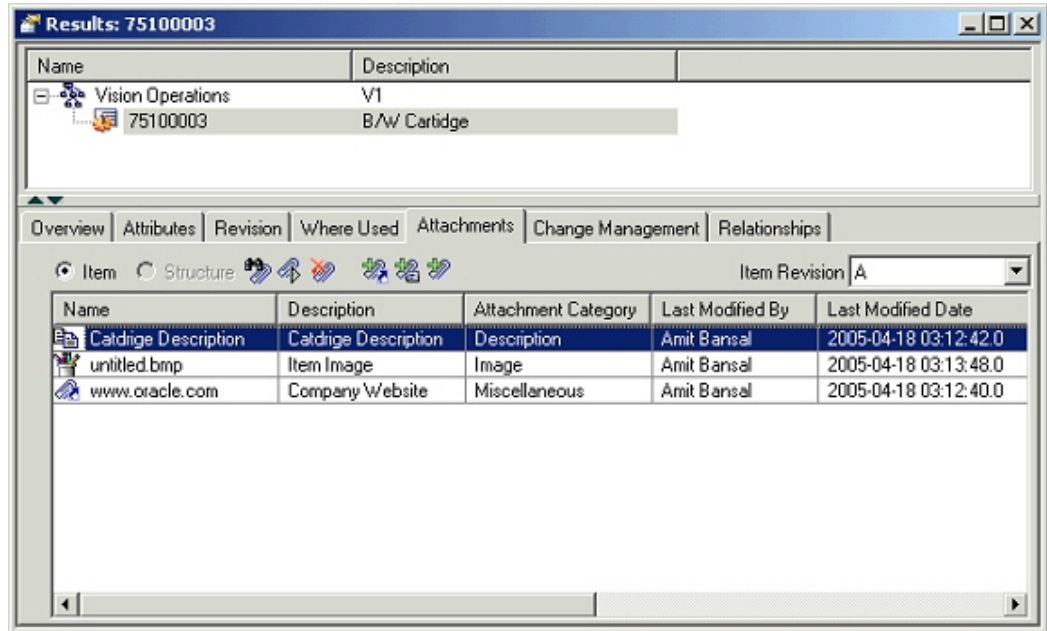 Results: 75100003
Name Description
Vision Operations V1
75100003 B/W Cartidge
Overview Attributes Revision Where Used Attachments Change Management Relationships
Item Structure Item Revision A
Name Description Attachment Category Last Modified By Last Modified Date
Catdrige Description Catdrige Description Description Amit Bansal 2005-04-18 03:12:42.0
untitled.bmp Item Image Image Amit Bansal 2005-04-18 03:13:48.0
www.oracle.com Company Website Miscellaneous Amit Bansal 2005-04-18 03:12:40.0